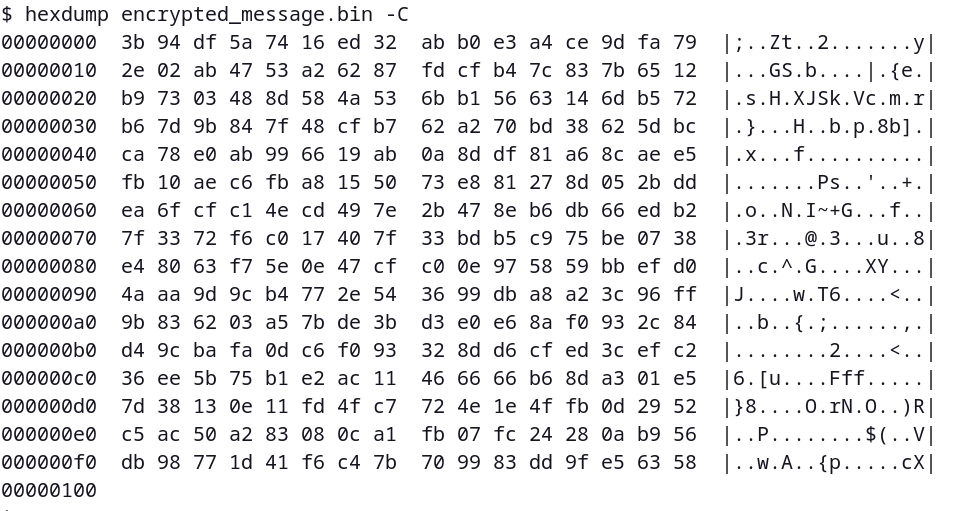 $ hexdump encrypted_message.bin -C
00000000  3b 94 df 5a 74 16 ed 32  ab b0 e3 a4 ce 9d fa 79  |;..Zt..2.......y|
00000010  2e 02 ab 47 53 a2 62 87  fd cf b4 7c 83 7b 65 12  |...GS.b....|.{e.|
00000020  b9 73 03 48 8d 58 4a 53  6b b1 56 63 14 6d b5 72  |.s.H.XJSk.Vc.m.r|
00000030  b6 7d 9b 84 7f 48 cf b7  62 a2 70 bd 38 62 5d bc  |.}...H..b.p.8b].|
00000040  ca 78 e0 ab 99 66 19 ab  0a 8d df 81 a6 8c ae e5  |.x...f..........|
00000050  fb 10 ae c6 fb a8 15 50  73 e8 81 27 8d 05 2b dd  |.......Ps..'..+.|
00000060  ea 6f cf c1 4e cd 49 7e  2b 47 8e b6 db 66 ed b2  |.o..N.I~+G...f..|
00000070  7f 33 72 f6 c0 17 40 7f  33 bd b5 c9 75 be 07 38  |.3r...@.3...u..8|
00000080  e4 80 63 f7 5e 0e 47 cf  c0 0e 97 58 59 bb ef d0  |..c.^.G....XY...|
00000090  4a aa 9d 9c b4 77 2e 54  36 99 db a8 a2 3c 96 ff  |J....w.T6....<..|
000000a0  9b 83 62 03 a5 7b de 3b  d3 e0 e6 8a f0 93 2c 84  |..b..{.;......,.|
000000b0  d4 9c ba fa 0d c6 f0 93  32 8d d6 cf ed 3c ef c2  |........2....<..|
000000c0  36 ee 5b 75 b1 e2 ac 11  46 66 66 b6 8d a3 01 e5  |6.[u....Fff.....|
000000d0  7d 38 13 0e 11 fd 4f c7  72 4e 1e 4f fb 0d 29 52  |}8....O.rN.O..)R|
000000e0  c5 ac 50 a2 83 08 0c a1  fb 07 fc 24 28 0a b9 56  |..P........$(..V|
000000f0  db 98 77 1d 41 f6 c4 7b  70 99 83 dd 9f e5 63 58  |..w.A..{p.....cX|
00000100